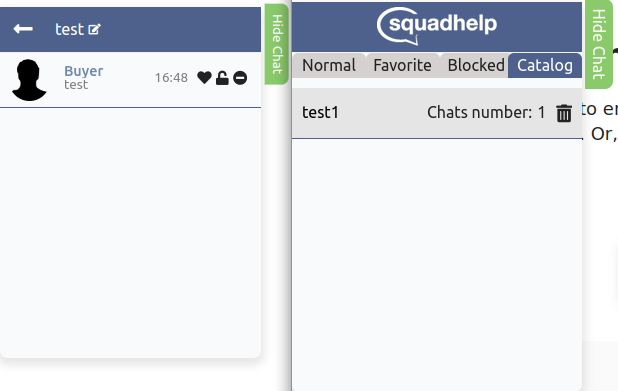 test
Buyer
test
16:48
Hide Chat
squadhelp
Normal Favorite Blocked Catalog
test1 Chats number: 1
Hide Chat
to
. Or,